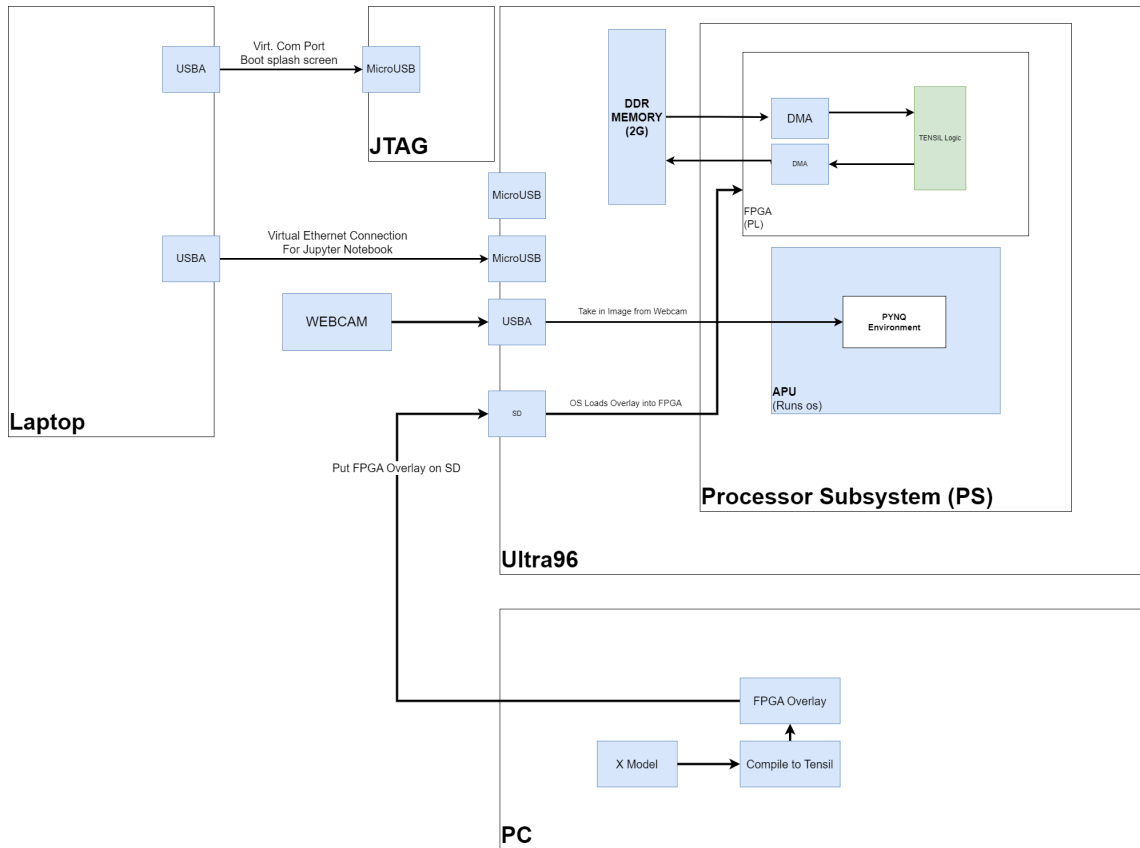 USBA
Virt. Com Port
Boot splash screen
MicroUSB
JTAG
USBA
Virtual Ethernet Connection
For Jupyter Notebook
Laptop
WEBCAM
MicroUSB
MicroUSB
USBA
Take in Image from Webcam
SD
OS Loads Overlay into FPGA
Put FPGA Overlay on SD
DDR
MEMORY
(2G)
DMA
DMA
TENSIL Logic
FPGA
(PL)
PYNQ
Environment
APU
(Runs os)
Processor Subsystem (PS)
Ultra96
FPGA Overlay
X Model
Compile to Tensil
PC